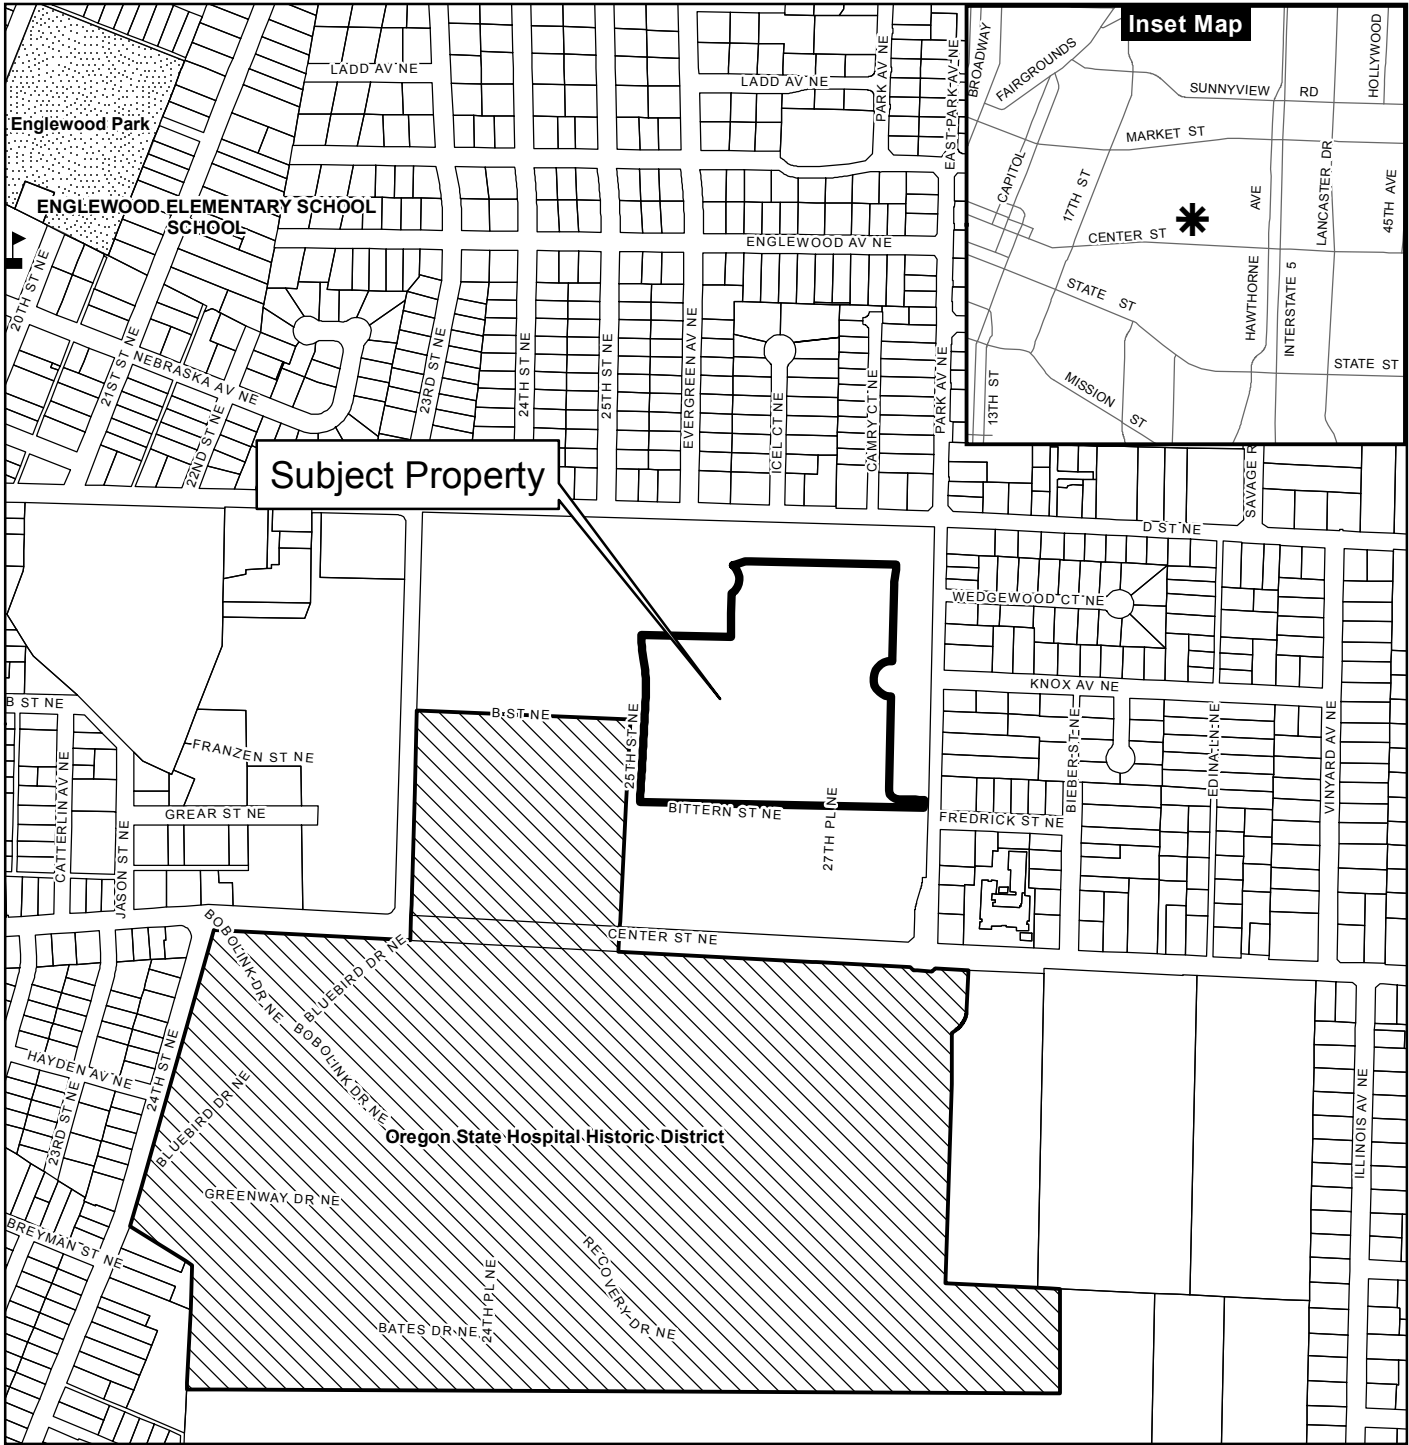 Inset Map
BROADWAY
FAIRGROUNDS
HOLLYWOOD
SUNNYVIEW RD
MARKET ST
CAPITOL
17TH ST
AVE
LANCASTER DR
45TH AVE
CENTER ST
STATE ST
HAWTHORNE
INTERSTATE 5
STATE ST
13TH ST
MISSION ST
LADD AV NE
LADD AV NE
PARK AV NE
EAST PARK AV NE
Englewood Park
ENGLEWOOD ELEMENTARY SCHOOL
SCHOOL
ENGLEWOOD AV NE
20TH ST NE
21ST ST NE
NEBRASKA AV NE
22ND ST NE
23RD ST NE
24TH ST NE
25TH ST NE
EVERGREEN AV NE
ICEL CT NE
CAMRY CT NE
PARK AV NE
Subject Property
SAVAGE R
D ST NE
WEDGEWOOD CT NE
KNOX AV NE
B ST NE
B ST NE
25TH ST NE
FRANZEN ST NE
GREAR ST NE
CATTERLIN AV NE
JASON ST NE
BITTERN ST NE
27TH PL NE
FREDRICK ST NE
BIEBER ST NE
EDINA LN NE
VINYARD AV NE
CENTER ST NE
BOBOLINK DR NE
BLUEBIRD DR NE
BOBOLINK DR NE
HAYDEN AV NE
24TH ST NE
23RD ST NE
BLUEBIRD DR NE
Oregon State Hospital Historic District
ILLINOIS AV NE
GREENWAY DR NE
BREYMAN ST NE
24TH PL NE
RECOVERY DR NE
BATES DR NE